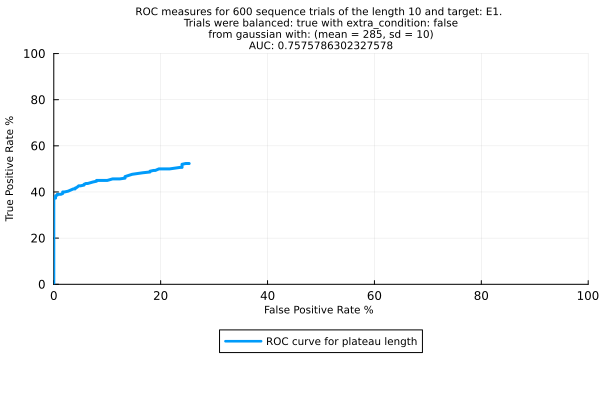 ROC measures for 600 sequence trials of the length 10 and target: E1.
Trials were balanced: true with extra_condition: false
from gaussian with: (mean = 285, sd = 10)
AUC: 0.7575786302327578
100
80
60
40
20
0
True Positive Rate %
0 20 40 60 80 100
False Positive Rate %
ROC curve for plateau length